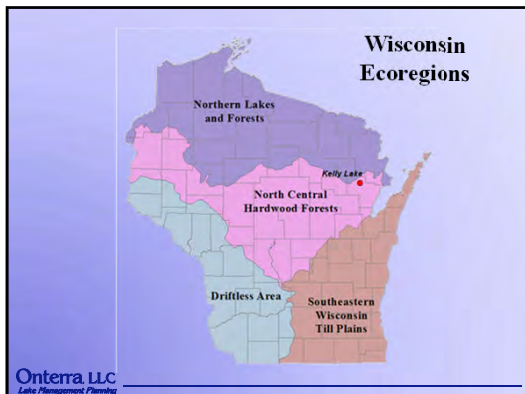 Wisconsin
Ecoregions
Northern Lakes
and Forests
Kelly Lake
North Central
Hardwood Forests
Driftless Area
Southeastern
Wisconsin
Till Plains
Onterra, LLC
Lake Management Planning